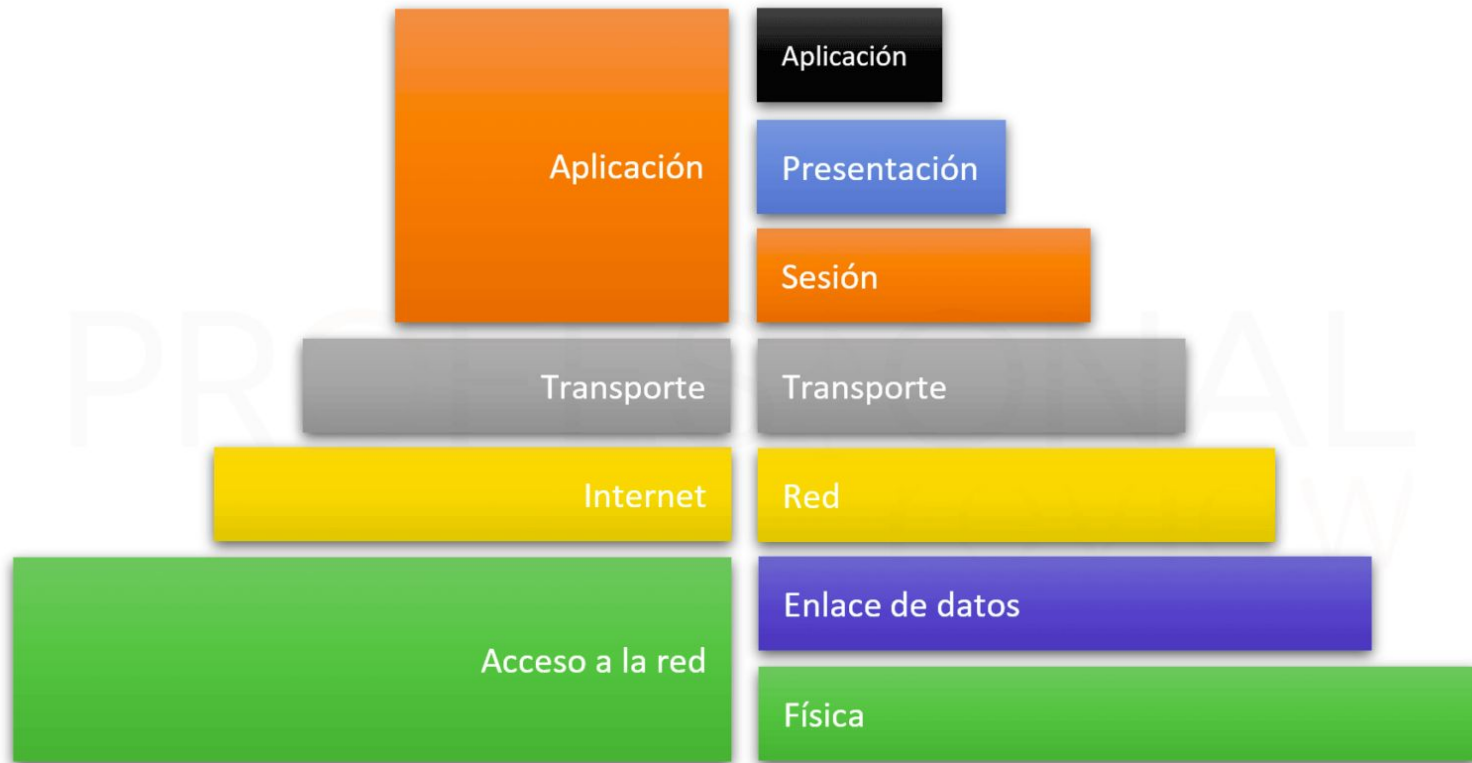 Aplicación
Aplicación
Presentación
Sesión
Transporte
Transporte
Internet
Red
Acceso a la red
Enlace de datos
Física